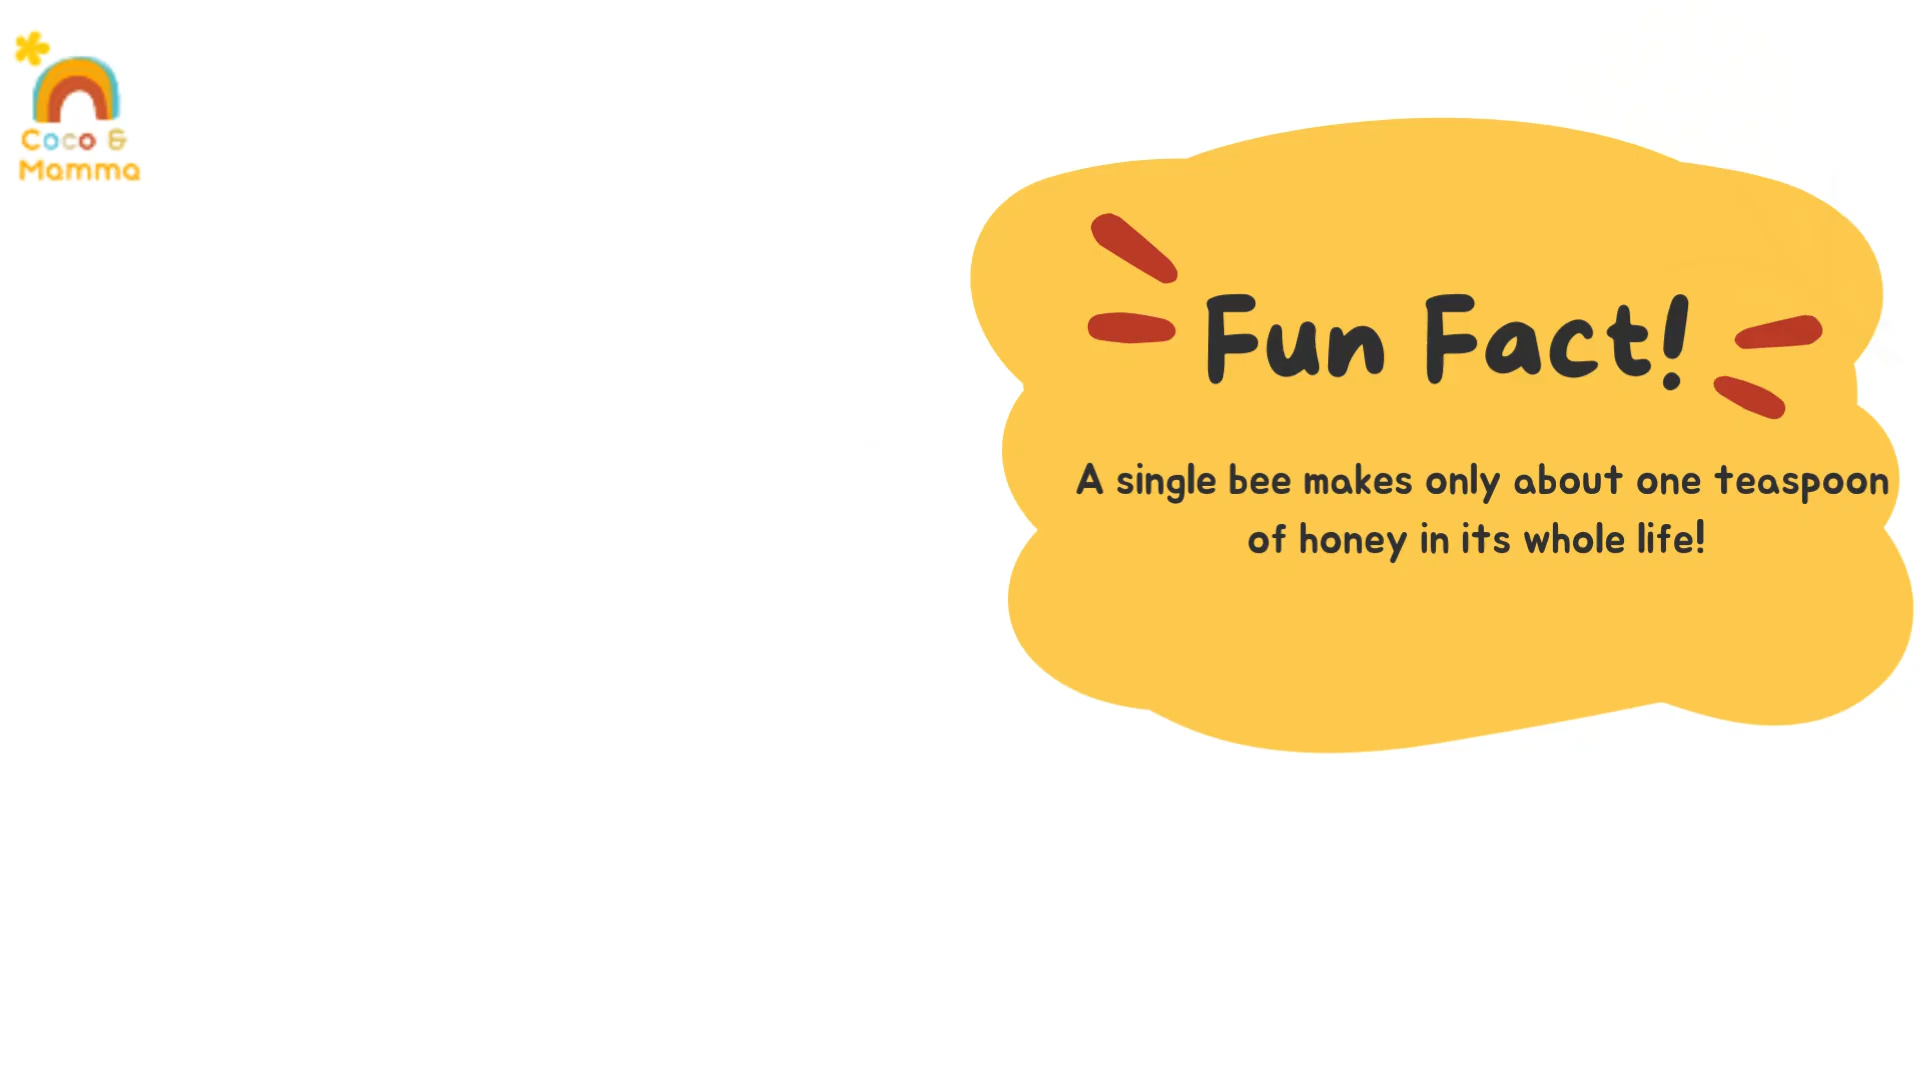 Coco &
Mamma
Fun Fact!
A single bee makes only about one teaspoon
of honey in its whole life!